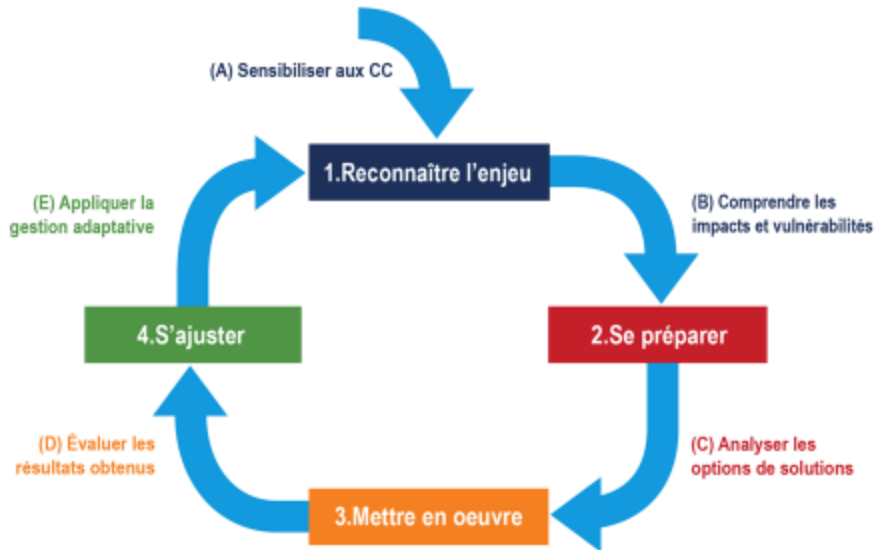 (A) Sensibiliser aux CC
1.Reconnaître l'enjeu
(B) Comprendre les
impacts et vulnérabilités
2.Se préparer
(C) Analyser les
options de solutions
3.Mettre en oeuvre
(D) Évaluer les
résultats obtenus
4.S'ajuster
(E) Appliquer la
gestion adaptative